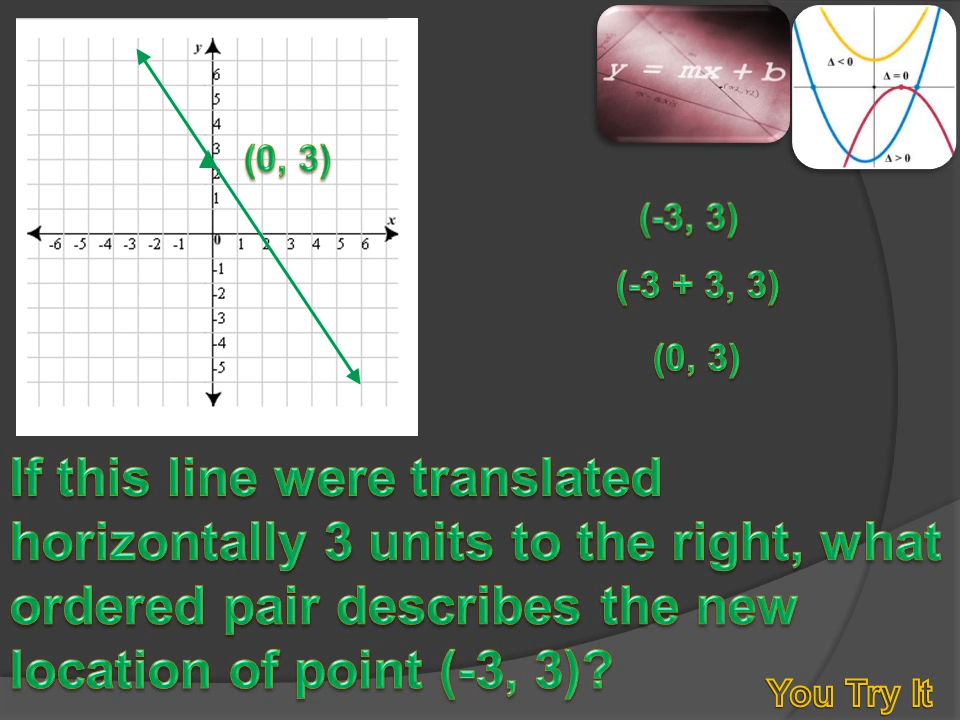 y
6
5
4
3
2
1
(0, 3)
x
-6 -5 -4 -3 -2 -1 0 1 2 3 4 5 6
-1
-2
-3
-4
-5
y = mx + b
(x2,y2)
Δ < 0
Δ = 0
Δ > 0
(-3, 3)
(-3 + 3, 3)
(0, 3)
If this line were translated
horizontally 3 units to the right, what
ordered pair describes the new
location of point (-3, 3)?
You Try It